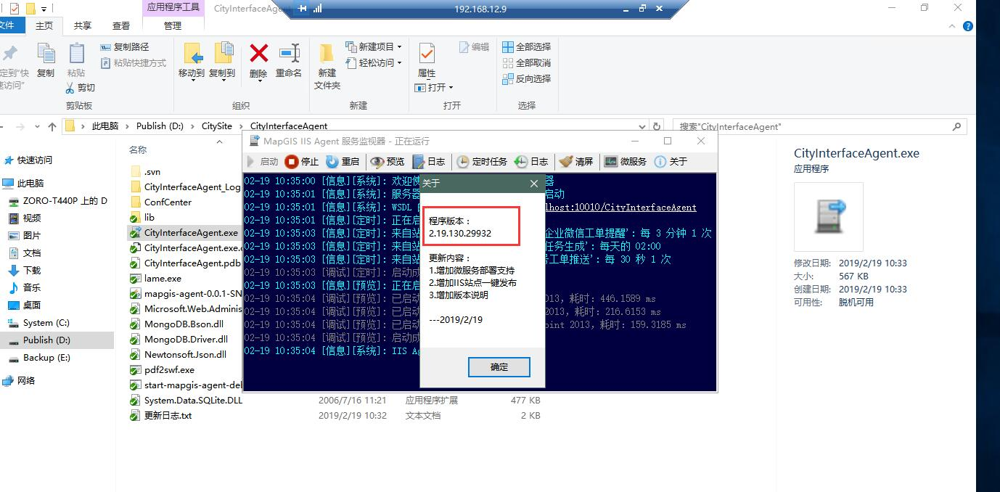 应用程序工具
CityInterfaceAge
192.168.12.9
文件
主页
共享
查看
管理
复制
粘贴
复制路径
粘贴快捷方式
剪切
剪贴板
移动到
复制到
删除
重命名
组织
新建
文件夹
新建项目
轻松访问
新建
属性
打开
编辑
打开
全部选择
全部取消
反向选择
选择
此电脑
Publish (D:)
CitySite
CityInterfaceAgent
搜索"CityInterfaceAgent"
快速访问
此电脑
ZORO-T440P 上的 D
视频
图片
文档
下载
音乐
桌面
System (C:)
Publish (D:)
Backup (E:)
网络
名称
.svn
CityInterfaceAgent_Log
ConfCenter
lib
CityInterfaceAgent.exe
CityInterfaceAgent.exe.c
CityInterfaceAgent.pdb
lame.exe
mapgis-agent-0.0.1-SN
Microsoft.Web.Adminis
MongoDB.Bson.dll
MongoDB.Driver.dll
Newtonsoft.Json.dll
pdf2swf.exe
start-mapgis-agent-del
System.Data.SQLite.DLL 2006/7/16 11:21 应用程序扩展 477 KB
更新日志.txt 2019/2/19 10:32 文本文档 2 KB
MapGIS IIS Agent 服务监视器 - 正在运行
启动 停止 重启 预览 日志 定时任务 日志 清屏 微服务 关于
02-19 10:35:00 [信息][系统]: 欢迎使 器
02-19 10:35:01 [信息][系统]: 服务器 启动
02-19 10:35:01 [信息][系统]: WSDL lhost:10010/CityInterfaceAgent
02-19 10:35:01 [信息][定时]: 正在启
02-19 10:35:03 [信息][定时]: 来自站 企业微信工单提醒': 每 3 分钟 1 次
02-19 10:35:03 [信息][定时]: 来自站 任务生成': 每天的 02:00
02-19 10:35:03 [信息][定时]: 来自站 号工单推送': 每 30 秒 1 次
02-19 10:35:03 [调试][定时]: 启动成
02-19 10:35:03 [信息][预览]: 正在启
02-19 10:35:04 [调试][预览]: 已启动 2013，耗时: 446.1589 ms
02-19 10:35:04 [调试][预览]: 已启动 2013，耗时: 216.6153 ms
02-19 10:35:04 [调试][预览]: 已启动 oint 2013，耗时: 159.3185 ms
02-19 10:35:04 [调试][预览]: 启动成
02-19 10:35:04 [信息][系统]: IIS Ag
关于
程序版本：
2.19.130.29932
更新内容：
1.增加微服务部署支持
2.增加IIS站点一键发布
3.增加版本说明
---2019/2/19
确定
CityInterfaceAgent.exe
应用程序
修改日期: 2019/2/19 10:33
大小: 567 KB
创建日期: 2019/2/19 10:33
可用性: 脱机可用